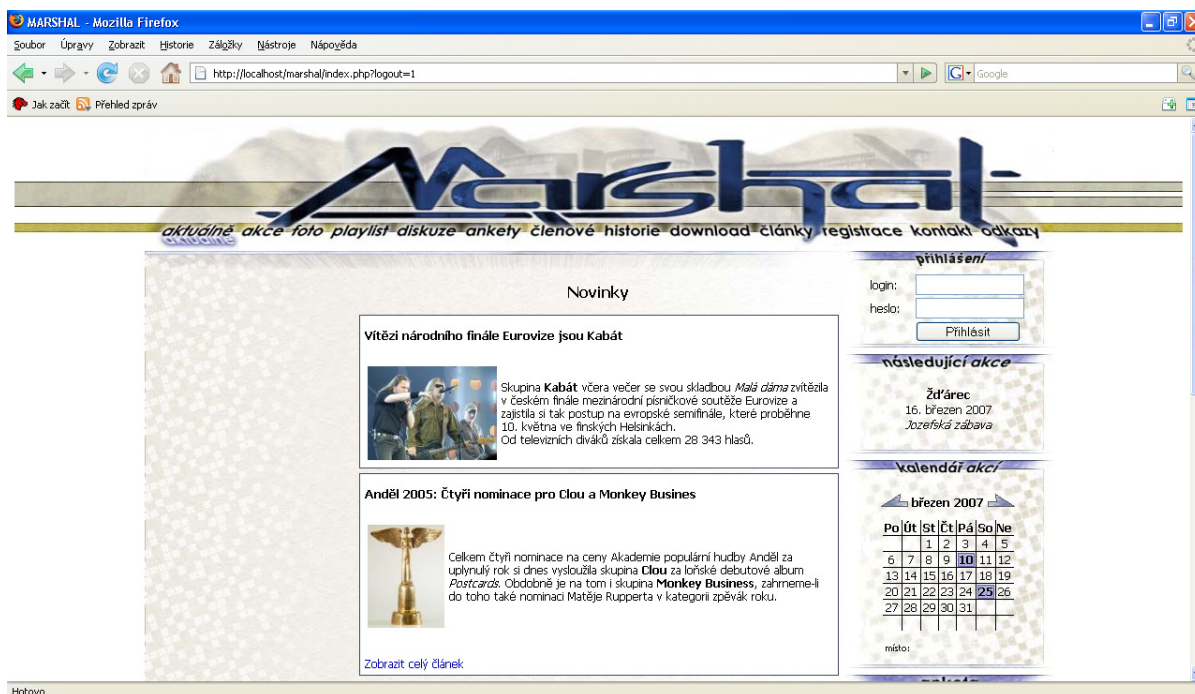 MARSHAL - Mozilla Firefox
Soubor Úpravy Zobrazit Historie Záložky Nástroje Nápověda
http://localhost/marshal/index.php?logout=1
Google
Jak začít Přehled zpráv
Marshal
aktuálně akce foto playlist diskuze ankety členové historie download články registrace kontakt odkazy
přihlášení
login:
heslo:
Přihlásit
Novinky
Vítězi národního finále Eurovize jsou Kabát
Skupina Kabát včera večer se svou skladbou Malá dáma zvítězila
v českém finále mezinárodní písničkové soutěže Eurovize a
zajistila si tak postup na evropské semifinále, které proběhne
10. května ve finských Helsinkách.
Od televizních diváků získala celkem 28 343 hlasů.
Anděl 2005: Čtyři nominace pro Clou a Monkey Busines
Celkem čtyři nominace na ceny Akademie populární hudby Anděl za
uplynulý rok si dnes vysloužila skupina Clou za loňské debutové album
Postcards. Obdobně je na tom i skupina Monkey Business, zahrneme-li
do toho také nominaci Matěje Rupperta v kategorii zpěvák roku.
Zobrazit celý článek
následující akce
Žďárec
16. březen 2007
Jozefská zábava
kalendář akcí
březen 2007
Po Út St Čt Pá So Ne
1 2 3 4 5
6 7 8 9 10 11 12
13 14 15 16 17 18 19
20 21 22 23 24 25 26
27 28 29 30 31
místo:
anketa
Hotovo